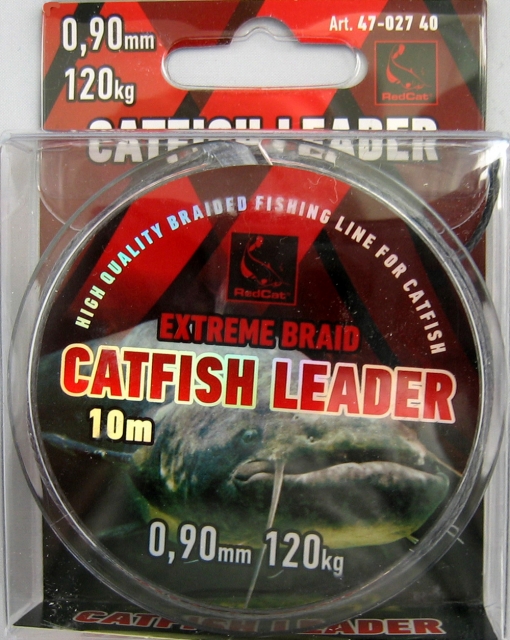 0,90mm
Art. 47-027 40
120kg
RedCat
CATFISH LEADER
HIGH QUALITY BRAIDED FISHING LINE FOR CATFISH
RedCat
EXTREME BRAID
CATFISH LEADER
10m
0,90mm 120kg
CATFISH LEADER